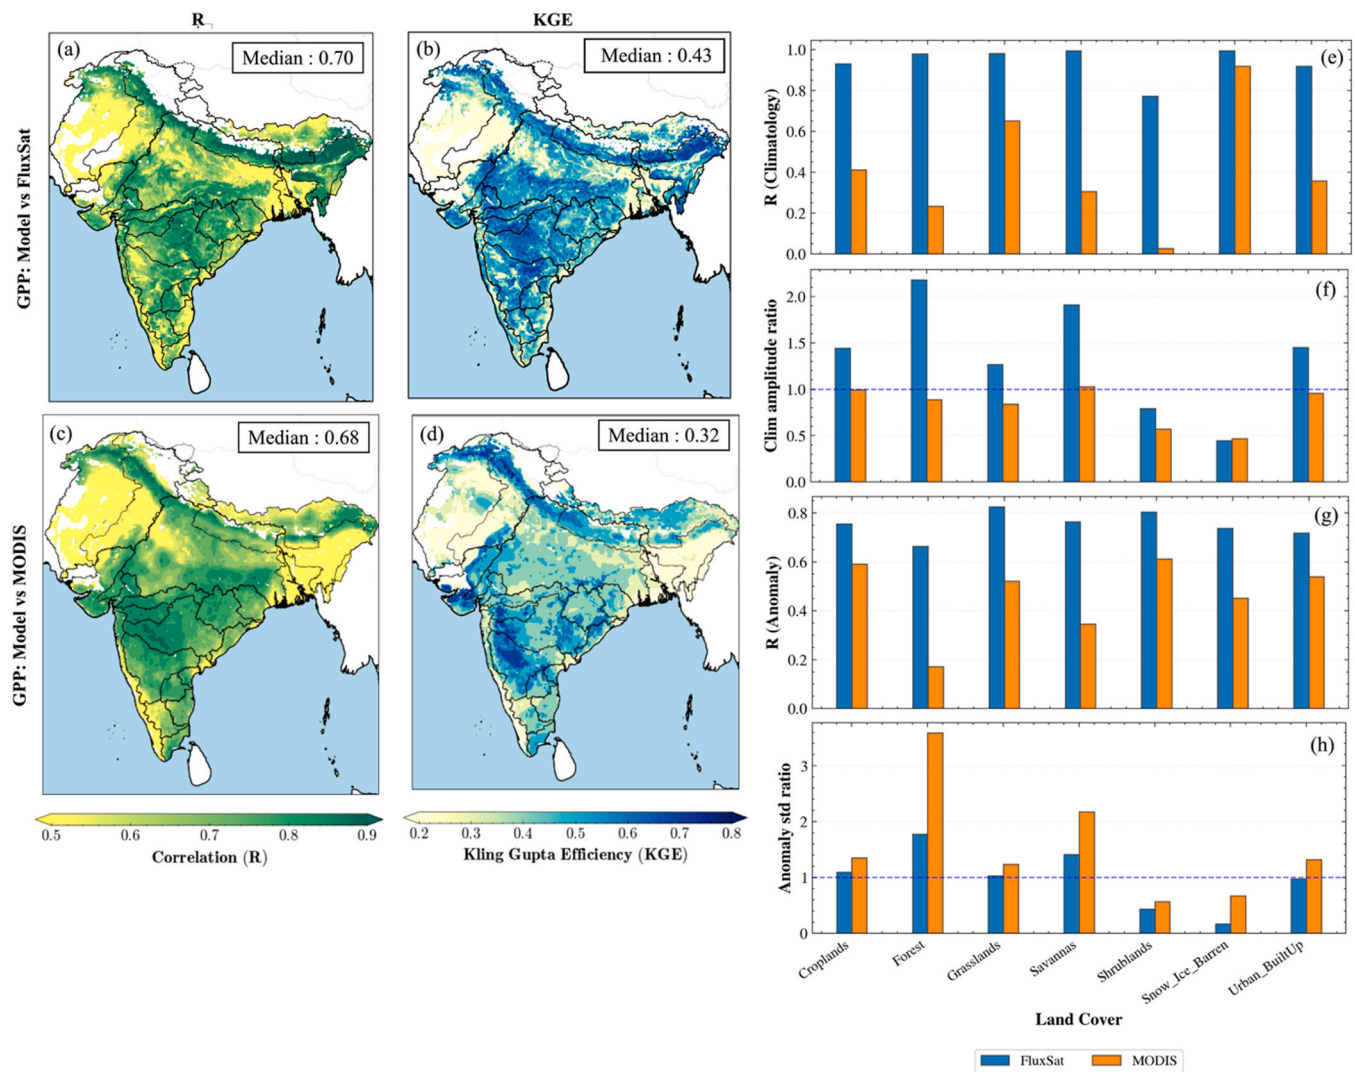 R
KGE
(a)
Median : 0.70
(b)
Median : 0.43
GPP: Model vs FluxSat
(c)
Median : 0.68
(d)
Median : 0.32
GPP: Model vs MODIS
0.5 0.6 0.7 0.8 0.9
Correlation (R)
0.2 0.3 0.4 0.5 0.6 0.7 0.8
Kling Gupta Efficiency (KGE)
(e)
R (Climatology)
1.0
0.8
0.6
0.4
0.2
0.0
(f)
Clim amplitude ratio
2.0
1.5
1.0
0.5
0.0
(g)
R (Anomaly)
0.8
0.6
0.4
0.2
0.0
(h)
Anomaly std ratio
3
2
1
0
Croplands
Forest
Grasslands
Savannas
Shrublands
Snow_Ice_Barren
Urban_BuiltUp
Land Cover
FluxSat
MODIS